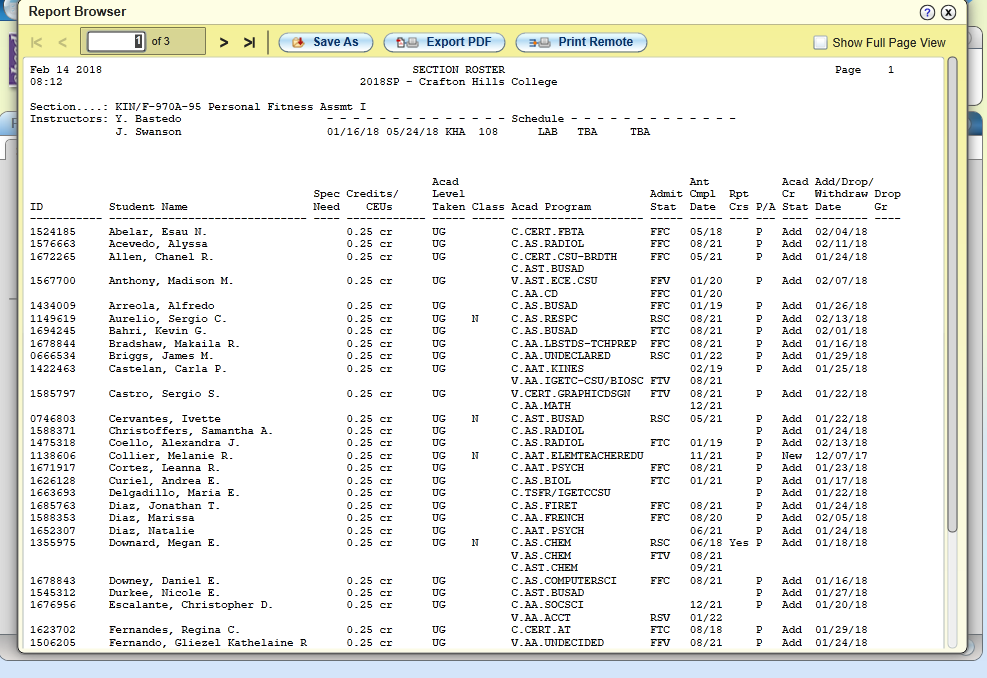 Report Browser
1 of 3 Save As Export PDF Print Remote Show Full Page View
Feb 14 2018 SECTION ROSTER Page 1
08:12 2018SP - Crafton Hills College
Section....: KIN/F-970A-95 Personal Fitness Assmt I
Instructors: Y. Bastedo - - - - - - - - - - - - - - Schedule - - - - - - - - - - - - -
J. Swanson 01/16/18 05/24/18 KHA 108 LAB TBA TBA
Acad Ant Acad Add/Drop/
Spec Credits/ Level Admit Cmpl Rpt Cr Withdraw Drop
ID Student Name Need CEUs Taken Class Acad Program Stat Date Crs P/A Stat Date Gr
1524185 Abelar, Esau N. 0.25 cr UG C.CERT.FBTA FFC 05/18 P Add 02/04/18
1576663 Acevedo, Alyssa 0.25 cr UG C.AS.RADIOL FFC 08/21 P Add 02/11/18
1672265 Allen, Chanel R. 0.25 cr UG C.CERT.CSU-BRDTH FFC 05/21 P Add 01/24/18
C.AST.BUSAD
1567700 Anthony, Madison M. 0.25 cr UG V.AST.ECE.CSU FFV 01/20 P Add 02/07/18
C.AA.CD FFC 01/20
1434009 Arreola, Alfredo 0.25 cr UG C.AS.BUSAD FFC 01/19 P Add 01/26/18
1149619 Aurelio, Sergio C. 0.25 cr UG N C.AS.RESPC RSC 08/21 P Add 02/13/18
1694245 Bahri, Kevin G. 0.25 cr UG C.AS.BUSAD FTC 08/21 P Add 02/01/18
1678844 Bradshaw, Makaila R. 0.25 cr UG C.AA.LBSTDS-TCHPREP FFC 08/21 P Add 01/16/18
0666534 Briggs, James M. 0.25 cr UG C.AA.UNDECLARED RSC 01/22 P Add 01/29/18
1422463 Castelan, Carla P. 0.25 cr UG C.AAT.KINES 02/19 P Add 01/25/18
V.AA.IGETC-CSU/BIOSC FTV 08/21
1585797 Castro, Sergio S. 0.25 cr UG V.CERT.GRAPHICDSGN FTV 08/21 P Add 01/22/18
C.AA.MATH 12/21
0746803 Cervantes, Ivette 0.25 cr UG N C.AST.BUSAD RSC 05/21 P Add 01/22/18
1588371 Christoffers, Samantha A. 0.25 cr UG C.AS.RADIOL P Add 01/24/18
1475318 Coello, Alexandra J. 0.25 cr UG C.AS.RADIOL FTC 01/19 P Add 02/13/18
1138606 Collier, Melanie R. 0.25 cr UG N C.AAT.ELEMTEACHEREDU 11/21 P New 12/07/17
1671917 Cortez, Leanna R. 0.25 cr UG C.AAT.PSYCH FFC 08/21 P Add 01/23/18
1626128 Curiel, Andrea E. 0.25 cr UG C.AS.BIOL FTC 01/21 P Add 01/17/18
1663693 Delgadillo, Maria E. 0.25 cr UG C.TSFR/IGETCCSU P Add 01/22/18
1685763 Diaz, Jonathan T. 0.25 cr UG C.AS.FIRET FFC 08/21 P Add 01/24/18
1588353 Diaz, Marissa 0.25 cr UG C.AA.FRENCH FFC 08/20 P Add 02/05/18
1652307 Diaz, Natalie 0.25 cr UG C.AAT.PSYCH 06/21 P Add 01/24/18
1355975 Downard, Megan E. 0.25 cr UG N C.AS.CHEM RSC 06/18 Yes P Add 01/18/18
V.AS.CHEM FTV 08/21
C.AST.CHEM 09/21
1678843 Downey, Daniel E. 0.25 cr UG C.AS.COMPUTERSCI FFC 08/21 P Add 01/16/18
1545312 Durkee, Nicole E. 0.25 cr UG C.AST.BUSAD P Add 01/27/18
1676956 Escalante, Christopher D. 0.25 cr UG C.AA.SOCSCI 12/21 P Add 01/20/18
V.AA.ACCT RSV 01/22
1623702 Fernandes, Regina C. 0.25 cr UG C.CERT.AT FTC 08/18 P Add 01/29/18
1506205 Fernando, Gliezel Kathelaine R 0.25 cr UG V.AA.UNDECIDED FFV 08/21 P Add 01/24/18